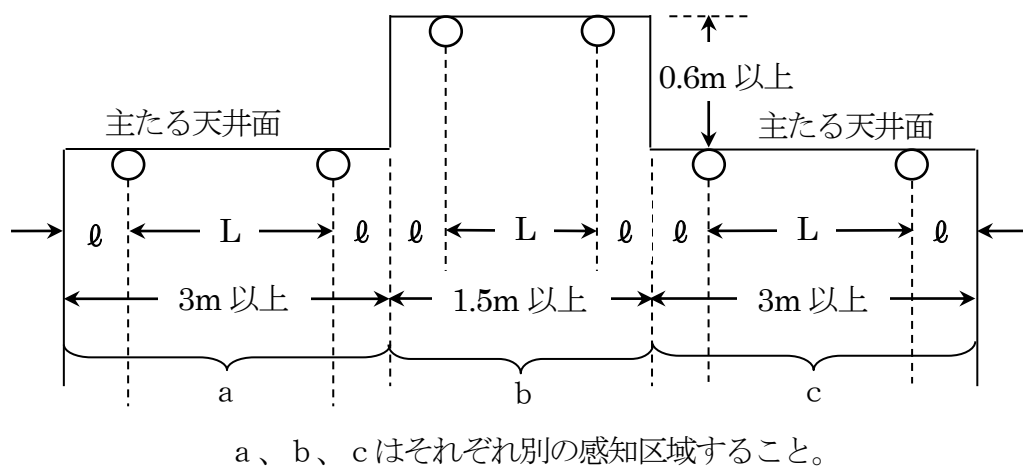 0.6m 以上
主たる天井面
主たる天井面
ℓ L ℓ ℓ L ℓ ℓ L ℓ
3m 以上 1.5m 以上 3m 以上
a b c
a、b、cはそれぞれ別の感知区域すること。